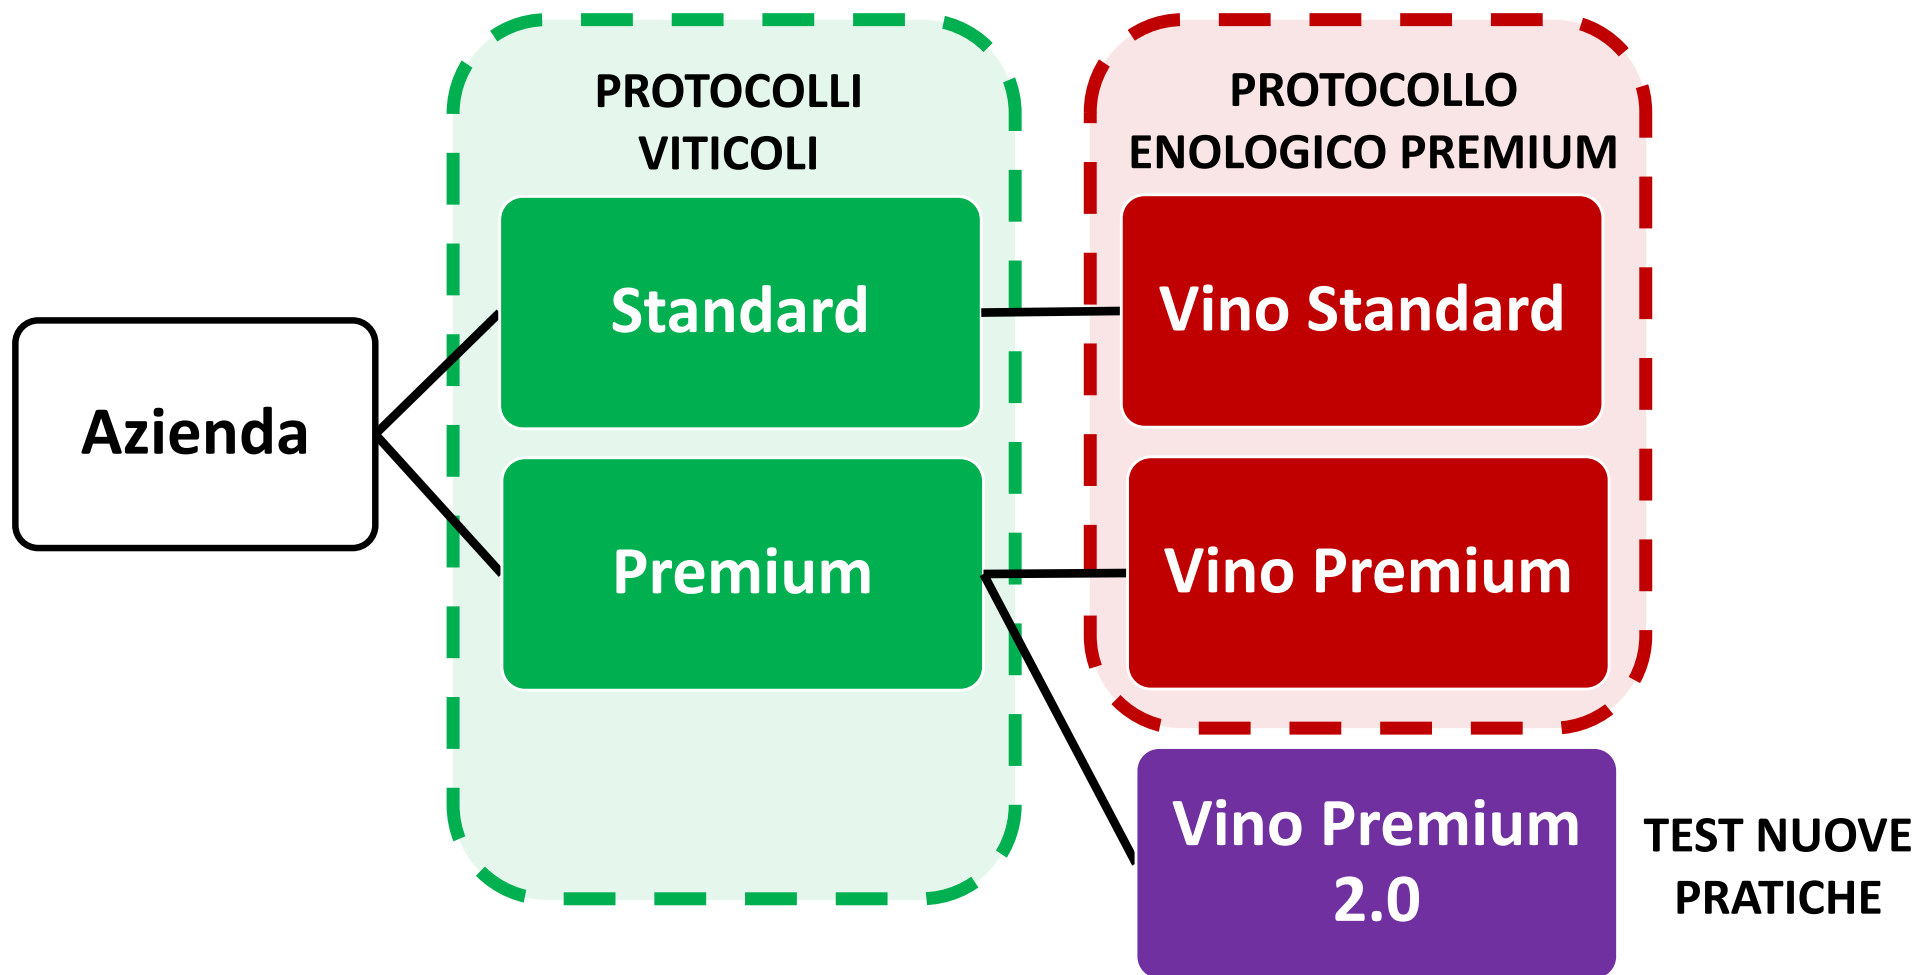 PROTOCOLLI
VITICOLI
PROTOCOLLO
ENOLOGICO PREMIUM
Azienda
Standard
Vino Standard
Premium
Vino Premium
Vino Premium
2.0
TEST NUOVE
PRATICHE